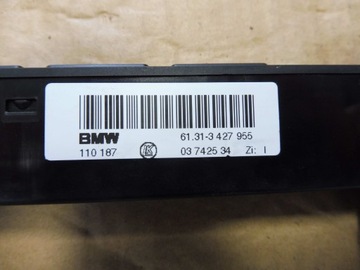 BMW 61.31-3 427 955
110 187 03 7425 34 Zi: I